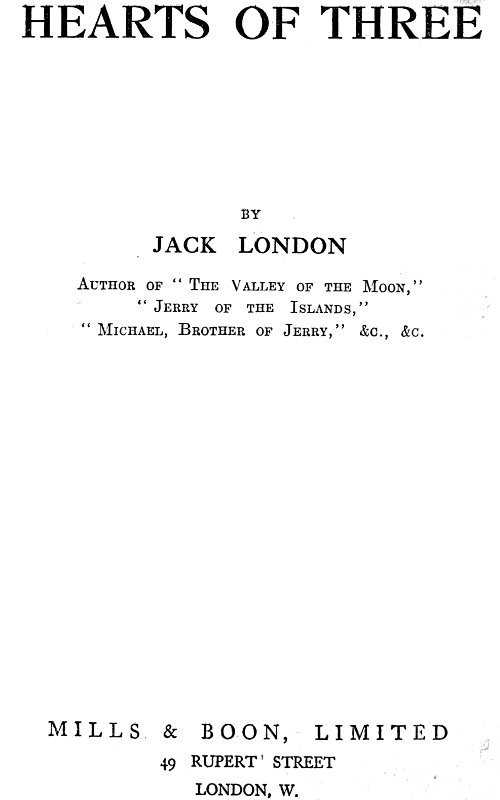 HEARTS OF THREE
BY
JACK LONDON
AUTHOR OF "THE VALLEY OF THE MOON,"
"JERRY OF THE ISLANDS,"
"MICHAEL, BROTHER OF JERRY," &C., &C.
MILLS & BOON, LIMITED
49 RUPERT STREET
LONDON, W.